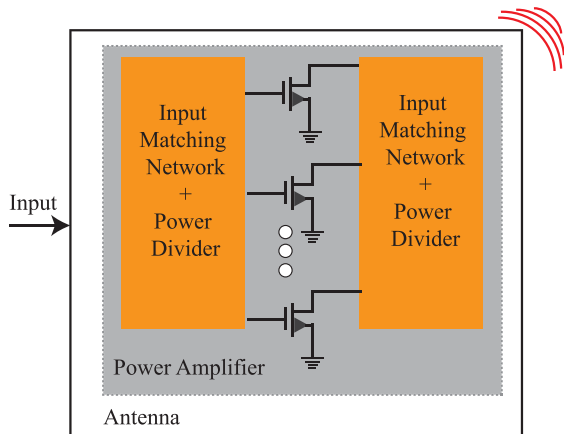 Input
Matching
Network
+
Power
Divider
Input
Matching
Network
+
Power
Divider
Input
Power Amplifier
Antenna